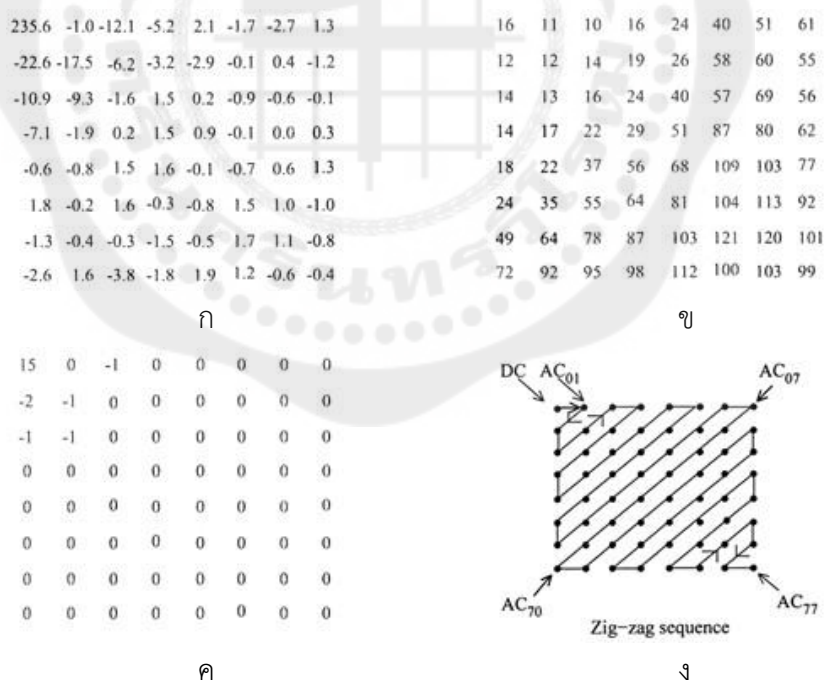 235.6 -1.0 -12.1 -5.2 2.1 -1.7 -2.7 1.3
-22.6 -17.5 -6.2 -3.2 -2.9 -0.1 0.4 -1.2
-10.9 -9.3 -1.6 1.5 0.2 -0.9 -0.6 -0.1
-7.1 -1.9 0.2 1.5 0.9 -0.1 0.0 0.3
-0.6 -0.8 1.5 1.6 -0.1 -0.7 0.6 1.3
1.8 -0.2 1.6 -0.3 -0.8 1.5 1.0 -1.0
-1.3 -0.4 -0.3 -1.5 -0.5 1.7 1.1 -0.8
-2.6 1.6 -3.8 -1.8 1.9 1.2 -0.6 -0.4
ก
16 11 10 16 24 40 51 61
12 12 14 19 26 58 60 55
14 13 16 24 40 57 69 56
14 17 22 29 51 87 80 62
18 22 37 56 68 109 103 77
24 35 55 64 81 104 113 92
49 64 78 87 103 121 120 101
72 92 95 98 112 100 103 99
ข
15 0 -1 0 0 0 0 0
-2 -1 0 0 0 0 0 0
-1 -1 0 0 0 0 0 0
0 0 0 0 0 0 0 0
0 0 0 0 0 0 0 0
0 0 0 0 0 0 0 0
0 0 0 0 0 0 0 0
0 0 0 0 0 0 0 0
ค
DC AC01 AC07
AC70 AC77
Zig-zag sequence
ง